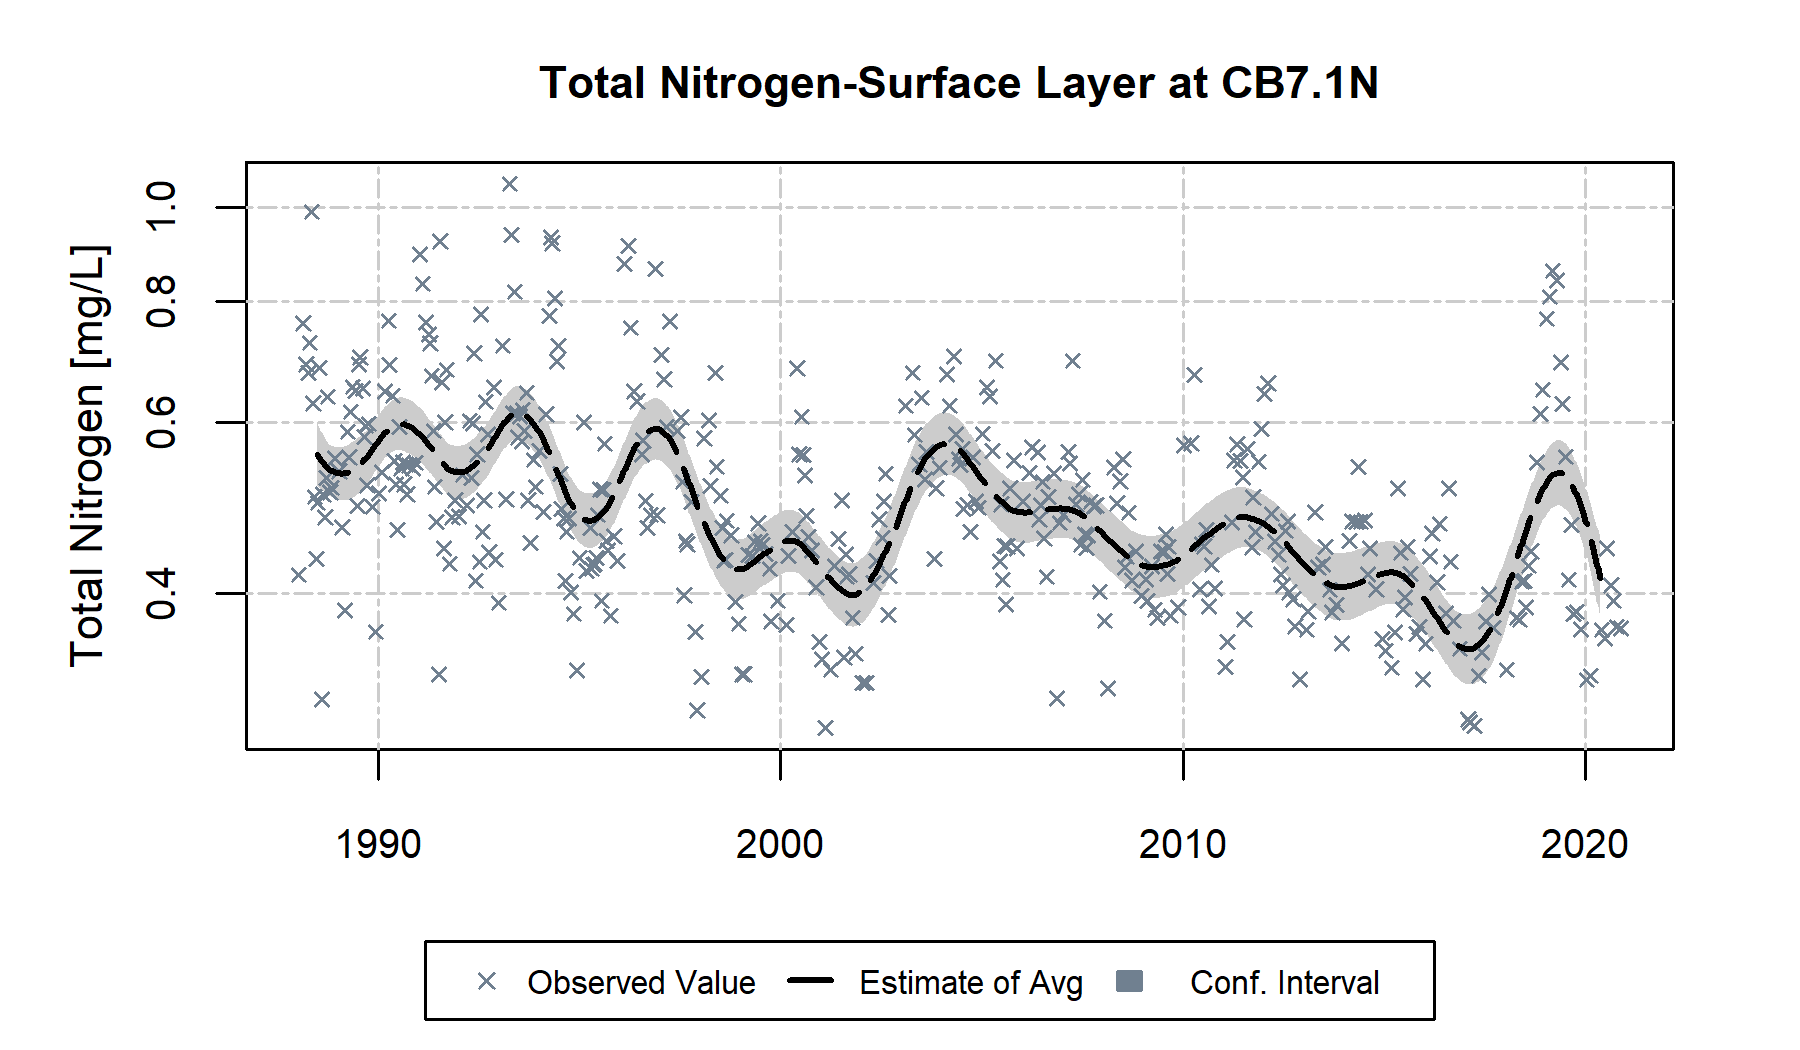 Total Nitrogen-Surface Layer at CB7.1N
Total Nitrogen [mg/L]
1.0
0.8
0.6
0.4
1990 2000 2010 2020
Observed Value Estimate of Avg Conf. Interval